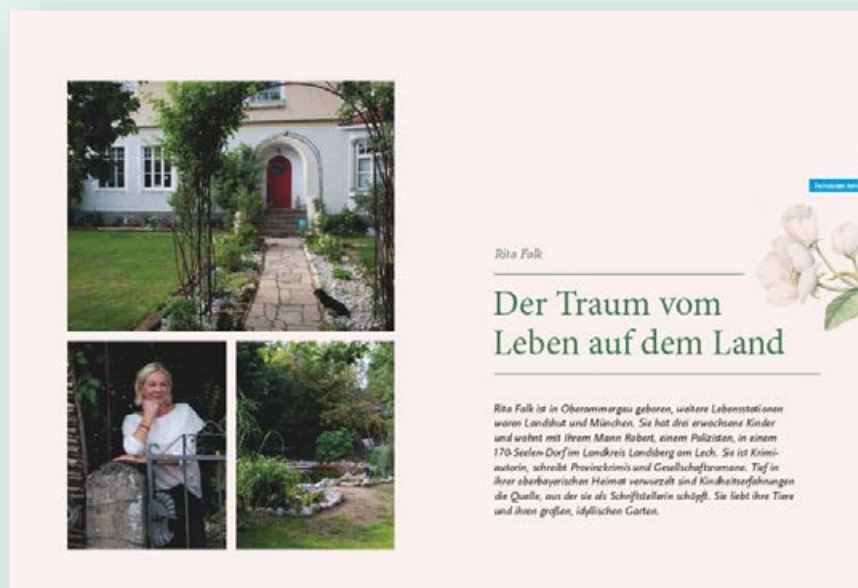 Rita Falk
Der Traum vom
Leben auf dem Land
Rita Falk ist in Oberammergau geboren, weitere Lebensstationen
waren Landshut und München. Sie hat drei erwachsene Kinder
und wohnt mit Ihrem Mann Robert, einem Polizisten, in einem
170-Seelen-Dorf im Landkreis Landsberg am Lech. Sie ist Krimi-
autorin, schreibt Provinzkrimis und Gesellschaftsromane. Tief in
ihrer oberbayerischen Heimat verwurzelt sind Kindheitserfahrungen
die Quelle, aus der sie als Schriftstellerin schöpft. Sie liebt ihre Tiere
und ihren großen, idyllischen Garten.